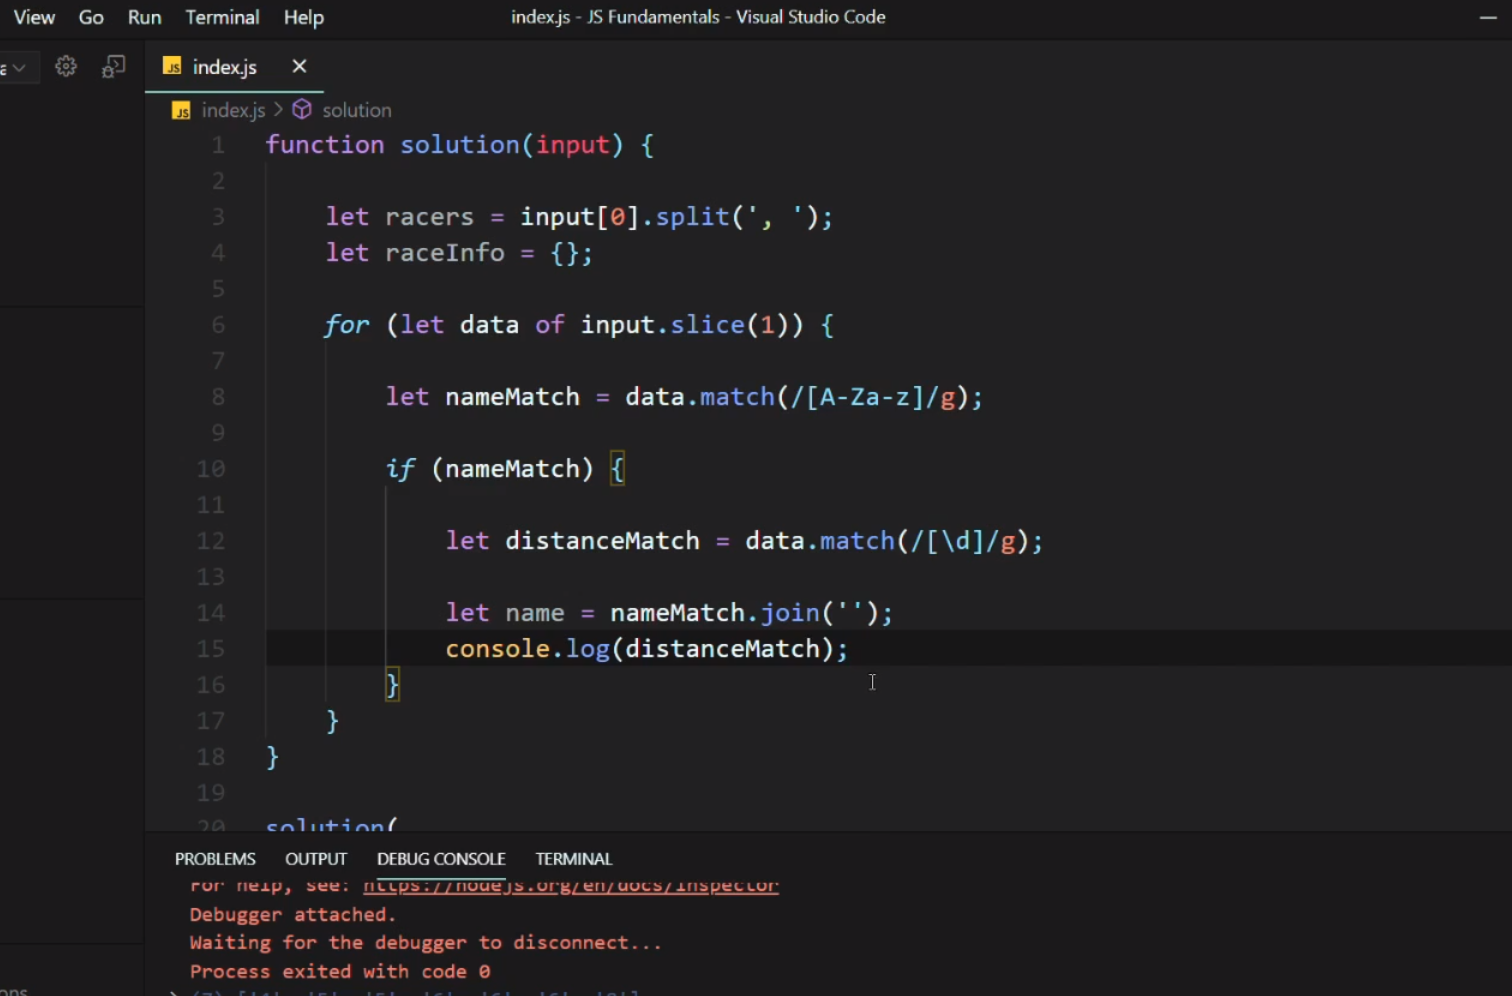 View Go Run Terminal Help index.js - JS Fundamentals - Visual Studio Code
JS index.js
JS index.js > solution
1 function solution(input) {
2
3 let racers = input[0].split(', ');
4 let raceInfo = {};
5
6 for (let data of input.slice(1)) {
7
8 let nameMatch = data.match(/[A-Za-z]/g);
9
10 if (nameMatch) {
11
12 let distanceMatch = data.match(/[\d]/g);
13
14 let name = nameMatch.join('');
15 console.log(distanceMatch);
16 }
17 }
18 }
19
20 solution(
PROBLEMS OUTPUT DEBUG CONSOLE TERMINAL
For help, see: https://nodejs.org/en/docs/inspector
Debugger attached.
Waiting for the debugger to disconnect...
Process exited with code 0